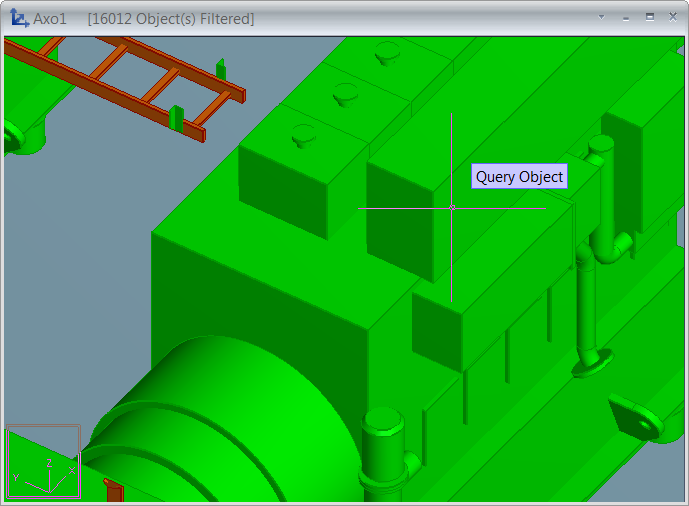 Axo1 [16012 Object(s) Filtered]
Query Object
Z
Y X